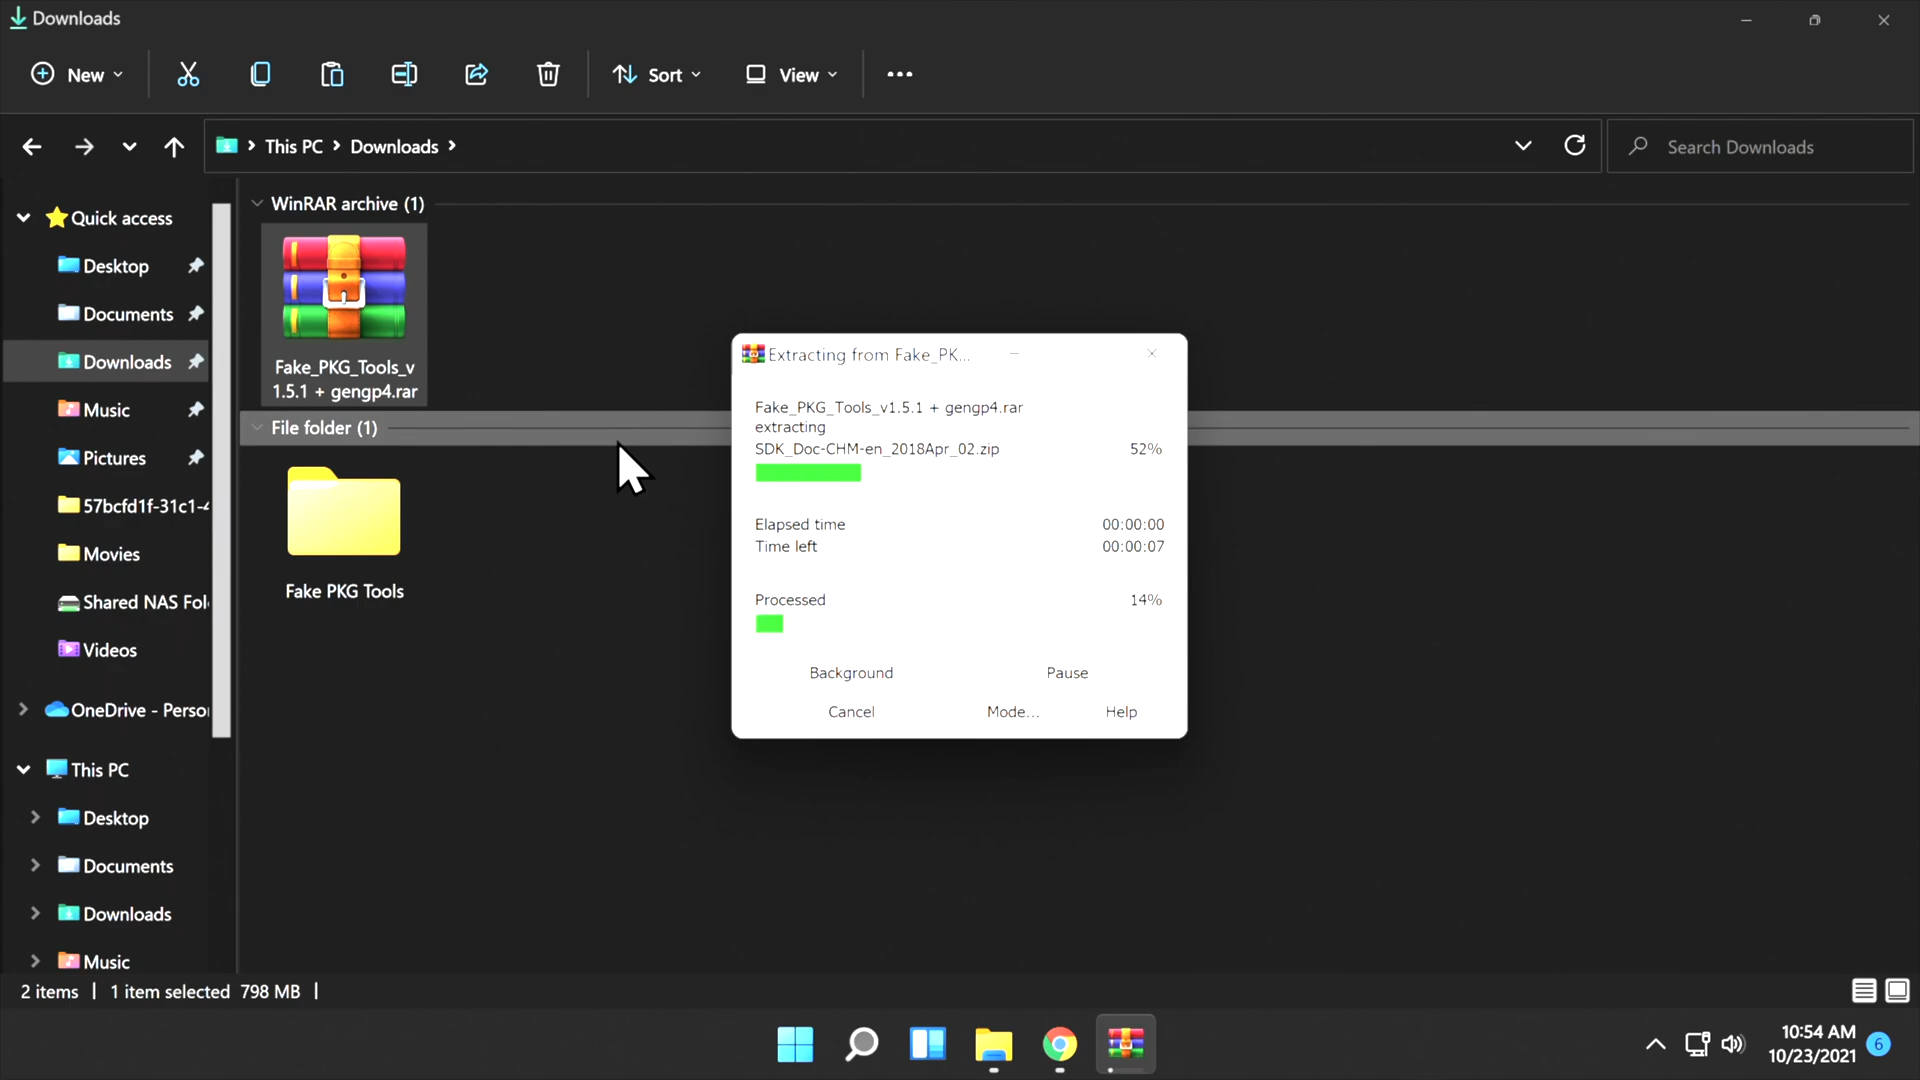 Downloads
New
Sort
View
This PC
Downloads
Search Downloads
Quick access
Desktop
Documents
Downloads
Music
Pictures
57bcfd1f-31c1-4
Movies
Shared NAS Fol
Videos
OneDrive - Person
This PC
Desktop
Documents
Downloads
Music
WinRAR archive (1)
Fake_PKG_Tools_v
1.5.1 + gengp4.rar
File folder (1)
Fake PKG Tools
Extracting from Fake_PK...
Fake_PKG_Tools_v1.5.1 + gengp4.rar
extracting
SDK_Doc-CHM-en_2018Apr_02.zip 52%
Elapsed time 00:00:00
Time left 00:00:07
Processed 14%
Background Pause
Cancel Mode... Help
2 items 1 item selected 798 MB
10:54 AM
10/23/2021
6